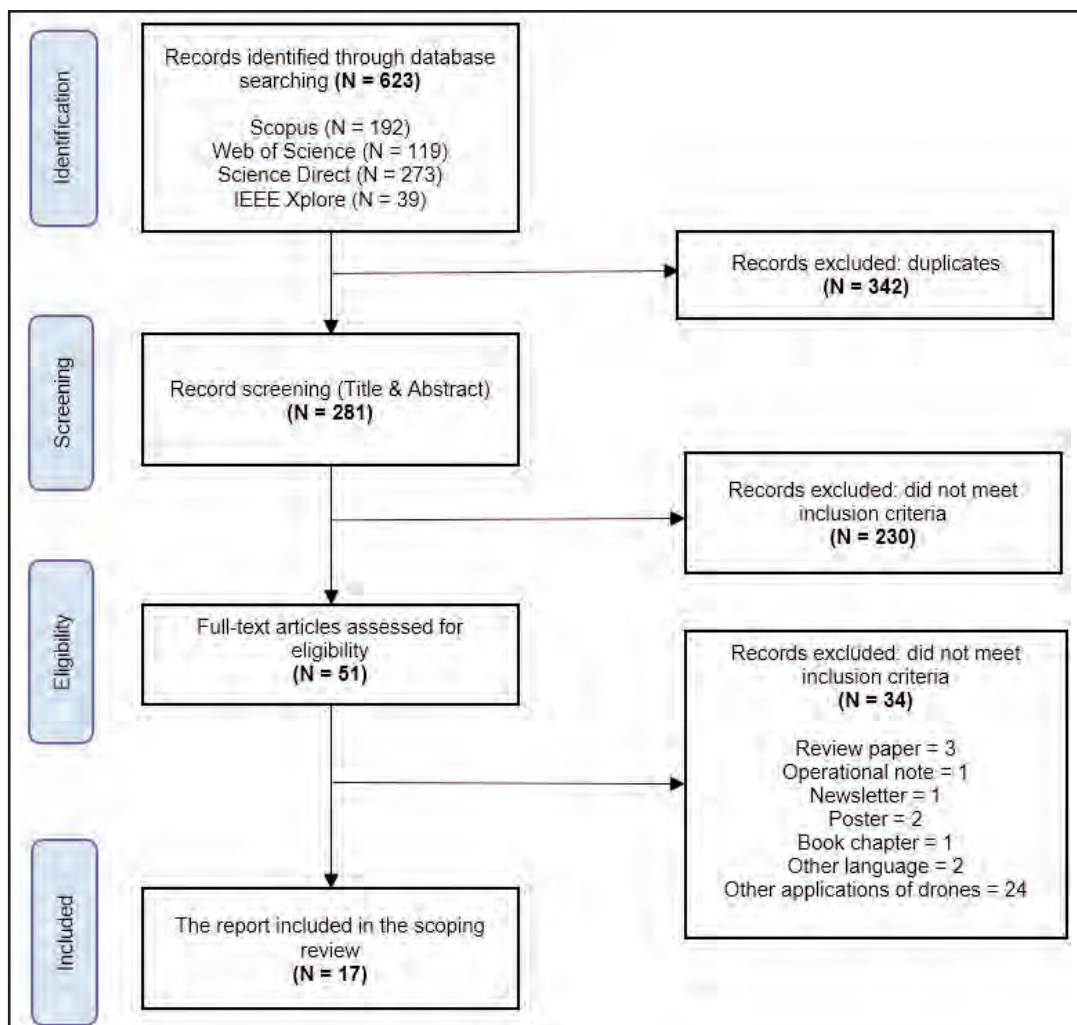 Identification
Records identified through database
searching (N = 623)
Scopus (N = 192)
Web of Science (N = 119)
Science Direct (N = 273)
IEEE Xplore (N = 39)
Records excluded: duplicates
(N = 342)
Screening
Record screening (Title & Abstract)
(N = 281)
Records excluded: did not meet
inclusion criteria
(N = 230)
Eligibility
Full-text articles assessed for
eligibility
(N = 51)
Records excluded: did not meet
inclusion criteria
(N = 34)
Review paper = 3
Operational note = 1
Newsletter = 1
Poster = 2
Book chapter = 1
Other language = 2
Other applications of drones = 24
Included
The report included in the scoping
review
(N = 17)